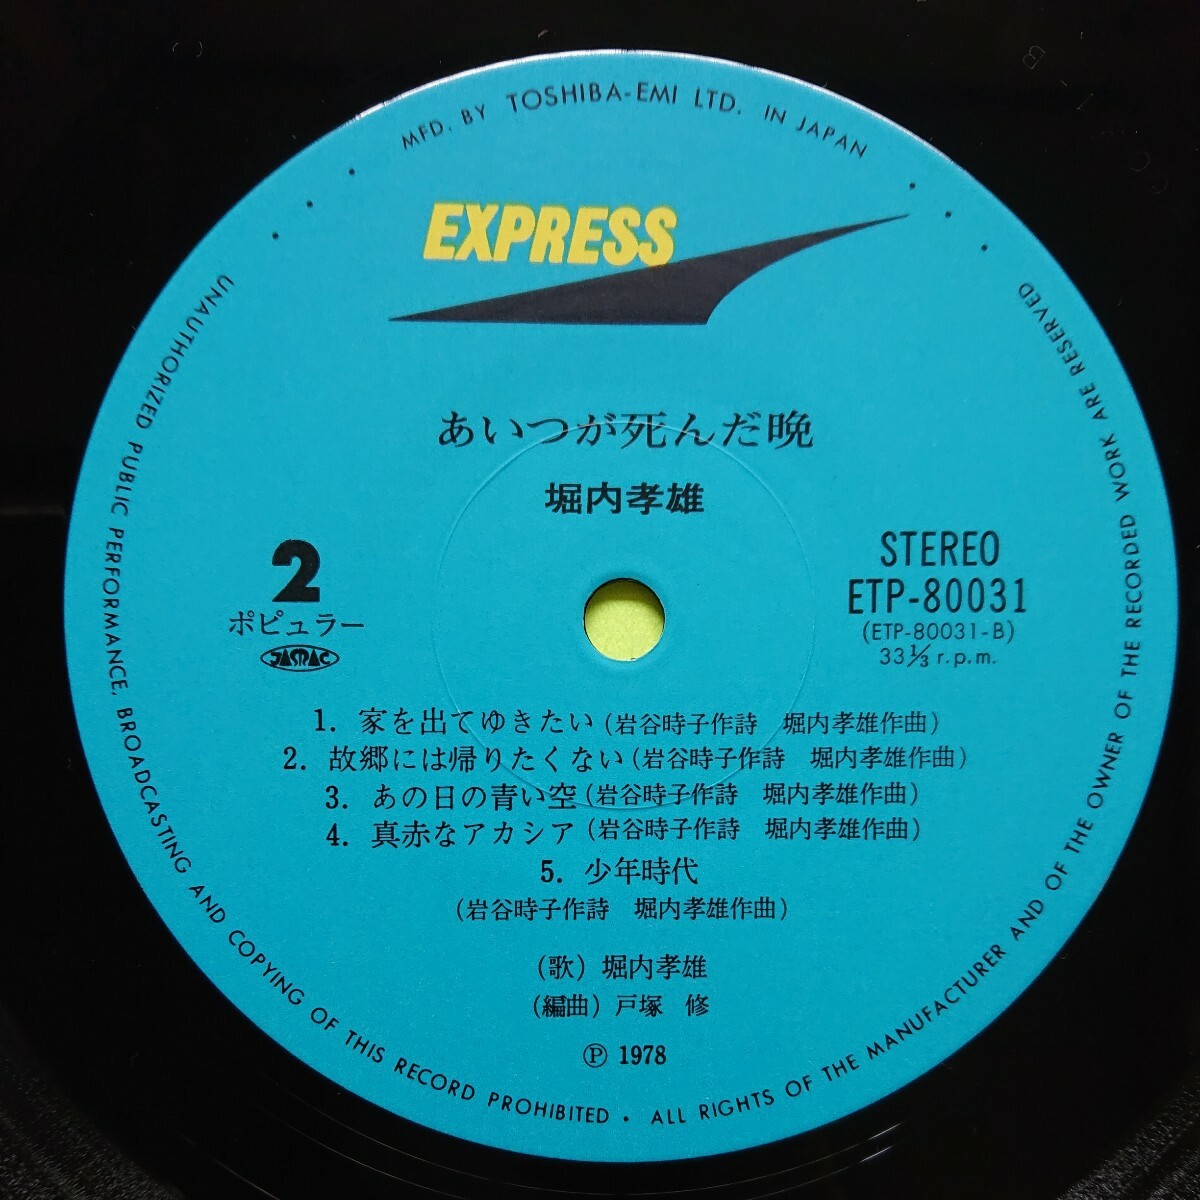 MFD. BY TOSHIBA-EMI LTD. IN JAPAN
EXPRESS
あいつが死んだ晩
堀内孝雄
2
ポピュラー
JASRAC
STEREO
ETP-80031
(ETP-80031-B)
33 1/3 r.p.m.
1. 家を出てゆきたい (岩谷時子作詩 堀内孝雄作曲)
2. 故郷には帰りたくない (岩谷時子作詩 堀内孝雄作曲)
3. あの日の青い空 (岩谷時子作詩 堀内孝雄作曲)
4. 真赤なアカシア (岩谷時子作詩 堀内孝雄作曲)
5. 少年時代
(岩谷時子作詩 堀内孝雄作曲)
(歌) 堀内孝雄
(編曲) 戸塚 修
Ⓟ 1978
UNAUTHORIZED PUBLIC PERFORMANCE, BROADCASTING AND COPYING OF THIS RECORD PROHIBITED · ALL RIGHTS OF THE MANUFACTURER AND OF THE OWNER OF THE RECORDED WORK ARE RESERVED